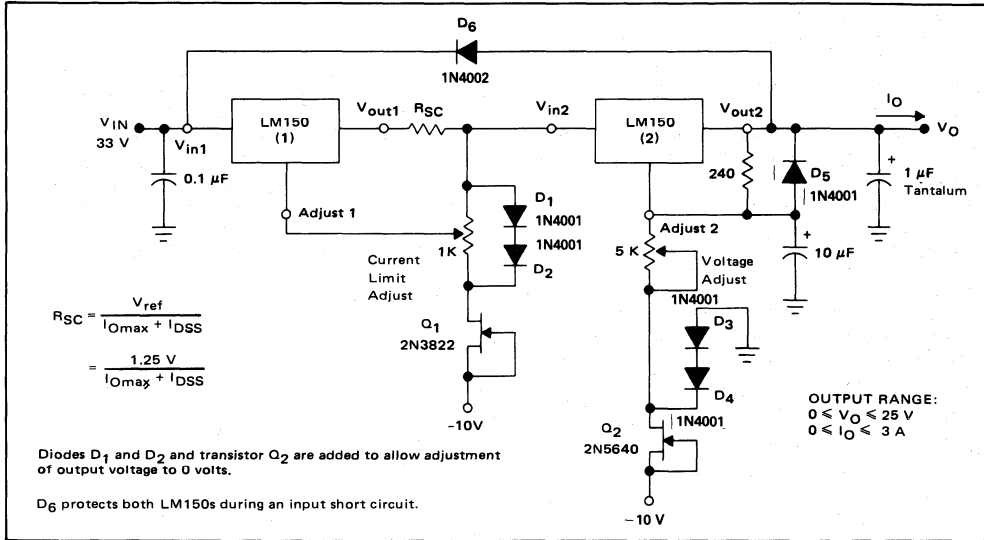 D6
1N4002
VIN
33 V
Vin1
LM150
(1)
Vout1
RSC
Vin2
LM150
(2)
Vout2
IO
VO
0.1 μF
Adjust 1
1K
D1
1N4001
1N4001
D2
Current
Limit
Adjust
240
D5
1N4001
+
1 μF
Tantalum
Adjust 2
5 K
Voltage
Adjust
+
10 μF
1N4001
RSC = Vref
IOmax + IDSS
= 1.25 V
IOmax + IDSS
Q1
2N3822
−10V
D3
D4
1N4001
Q2
2N5640
−10 V
OUTPUT RANGE:
0 ⩽ VO ⩽ 25 V
0 ⩽ IO ⩽ 3 A
Diodes D1 and D2 and transistor Q2 are added to allow adjustment
of output voltage to 0 volts.
D6 protects both LM150s during an input short circuit.